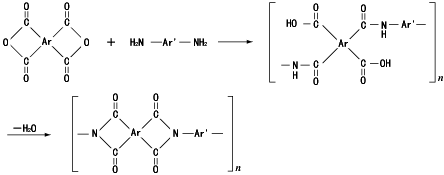 O O
C C
O Ar O + H₂N—Ar′—NH₂ ⟶
C C
O O
O O
HO—C C—N—Ar′—
H
Ar
—N—C C—OH
H O O
n
—H₂O ⟶
O O
C C
—N Ar N—Ar′—
C C
O O
n